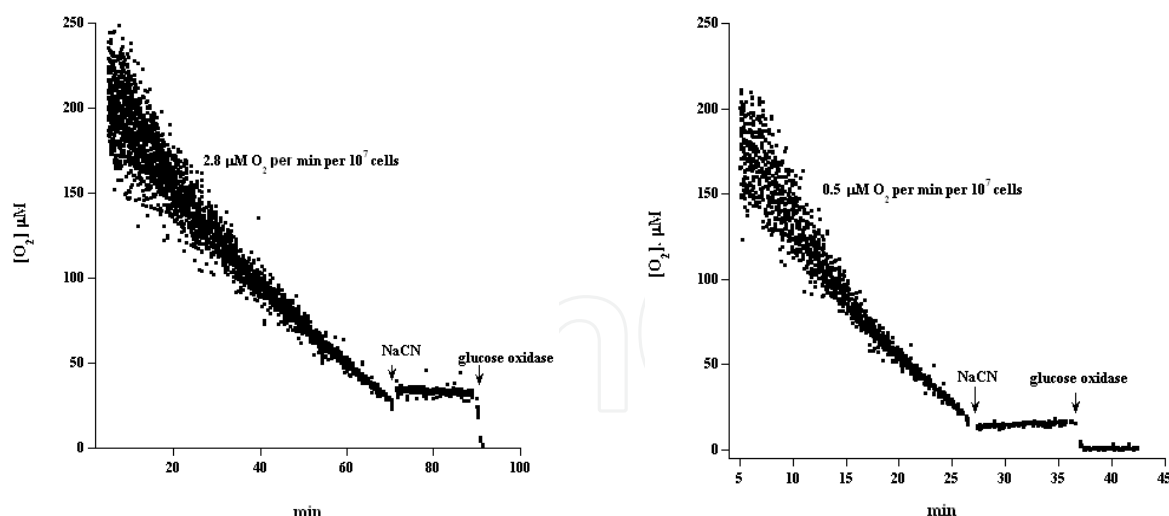 250
200
150
100
50
0
[O2] µM
2.8 µM O2 per min per 10^7 cells
NaCN
glucose oxidase
20 40 60 80 100
min
250
200
150
100
50
0
[O2], µM
0.5 µM O2 per min per 10^7 cells
NaCN
glucose oxidase
5 10 15 20 25 30 35 40 45
min